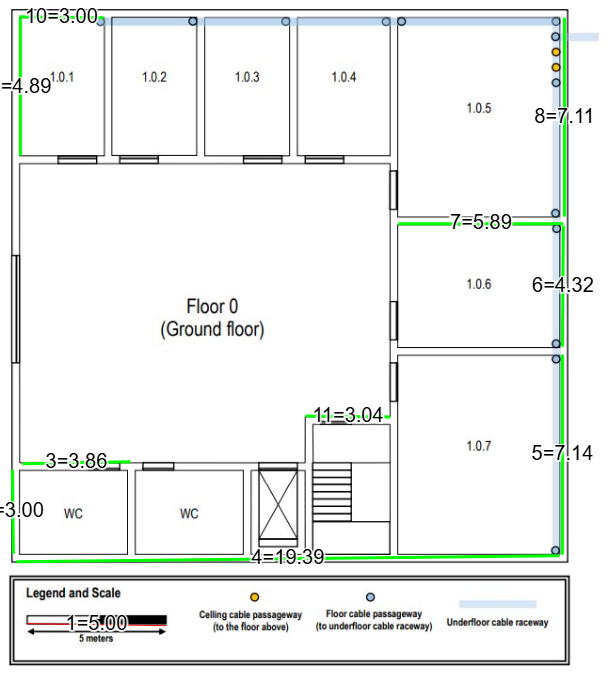 10=3.00
=4.89
1.0.1
1.0.2
1.0.3
1.0.4
1.0.5
8=7.11
7=5.89
1.0.6
6=4.32
Floor 0
(Ground floor)
11=3.04
1.0.7
5=7.14
3=3.86
=3.00
WC
WC
4=19.39
Legend and Scale
1=5.00
5 meters
Celling cable passageway
(to the floor above)
Floor cable passageway
(to underfloor cable raceway)
Underfloor cable raceway